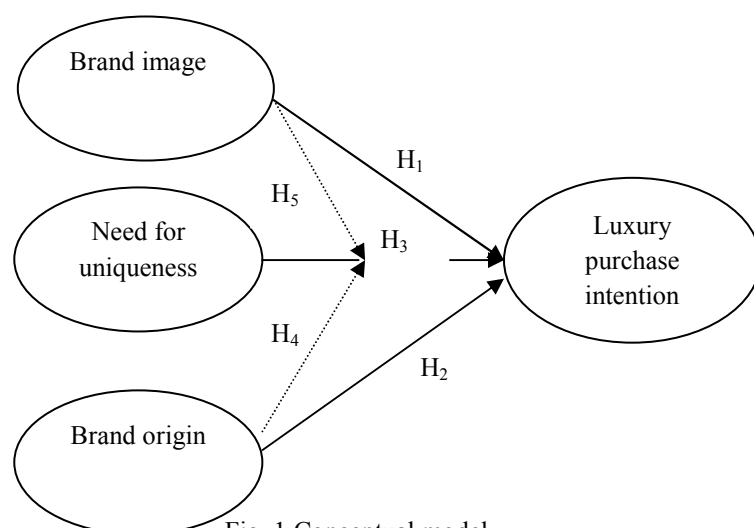 Brand image
H₁
H₅
Need for
uniqueness
H₃
Luxury
purchase
intention
H₄
H₂
Brand origin
Fig. 1 Conceptual model